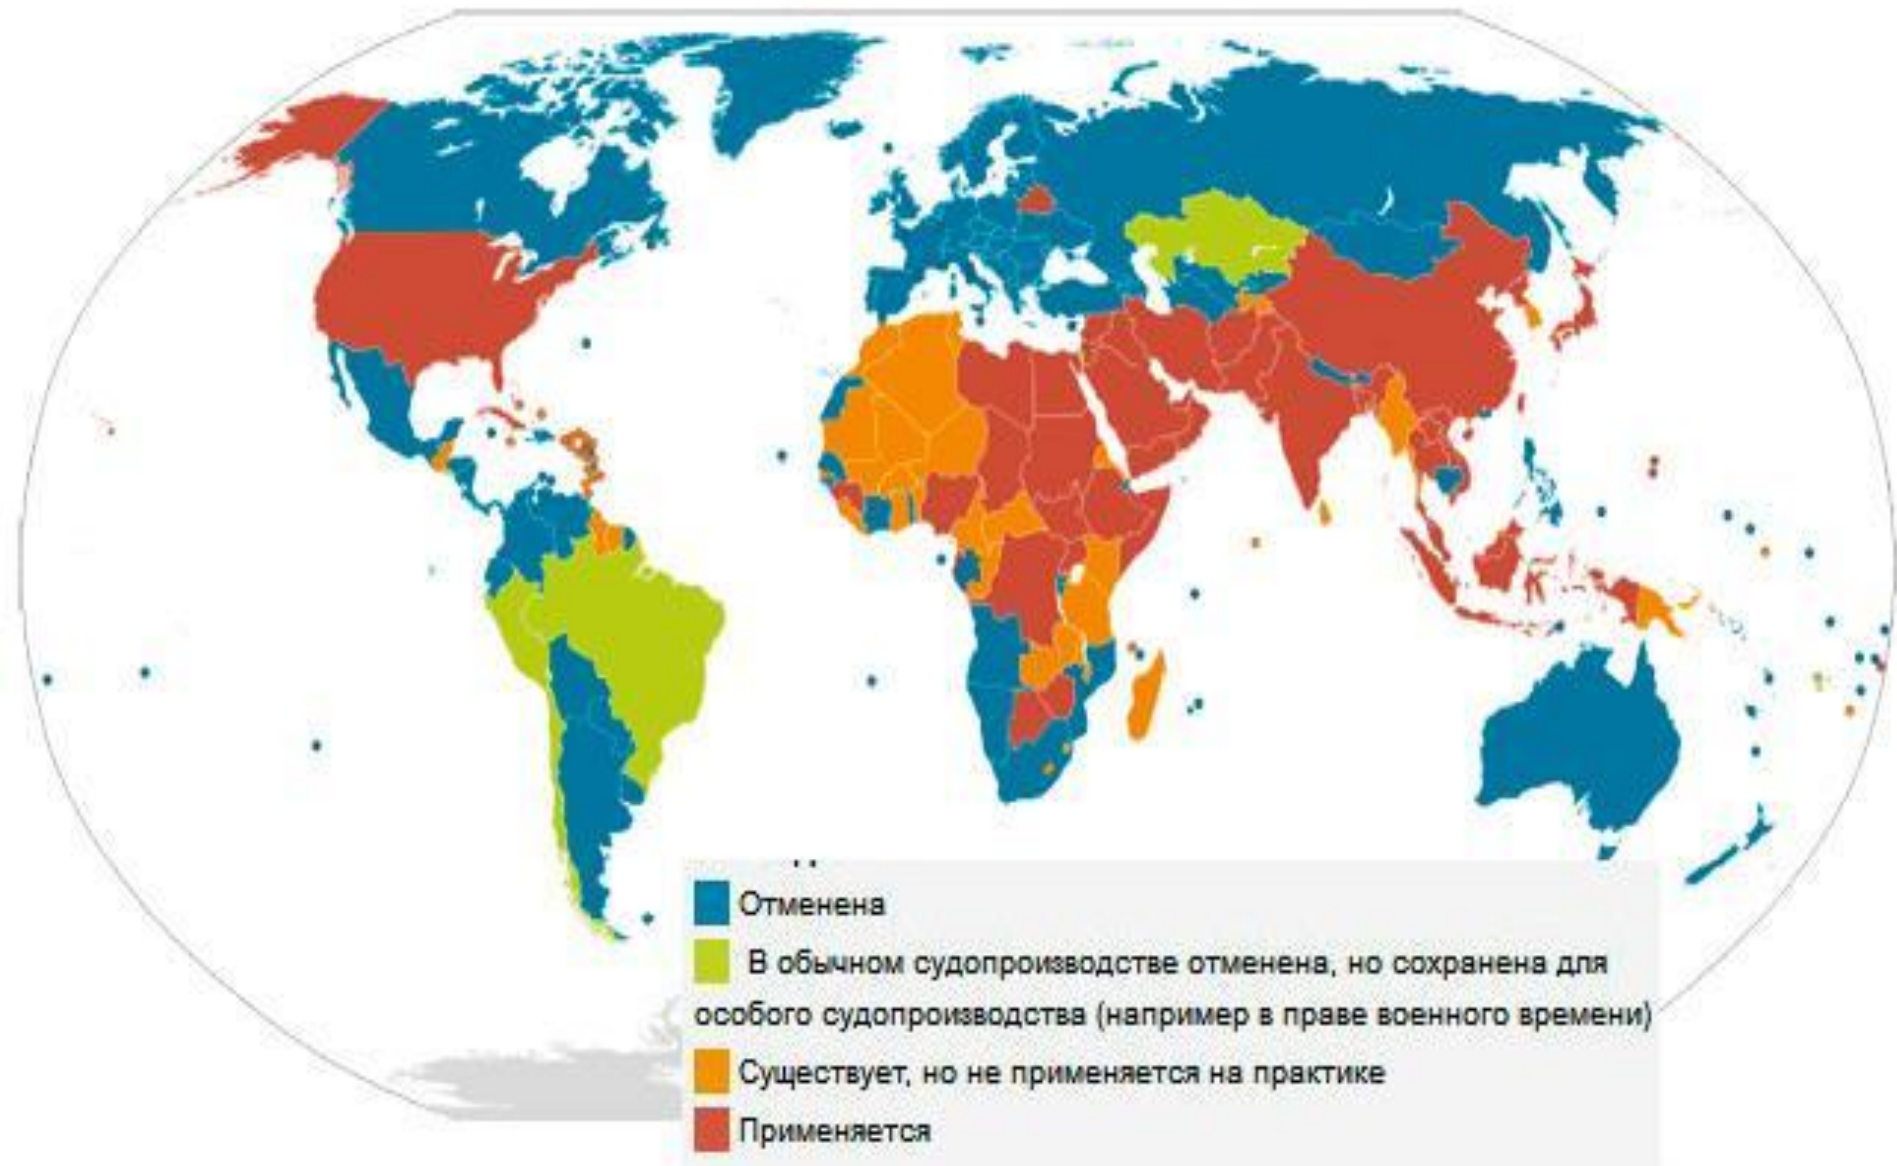 Отменена
В обычном судопроизводстве отменена, но сохранена для
особого судопроизводства (например в праве военного времени)
Существует, но не применяется на практике
Применяется